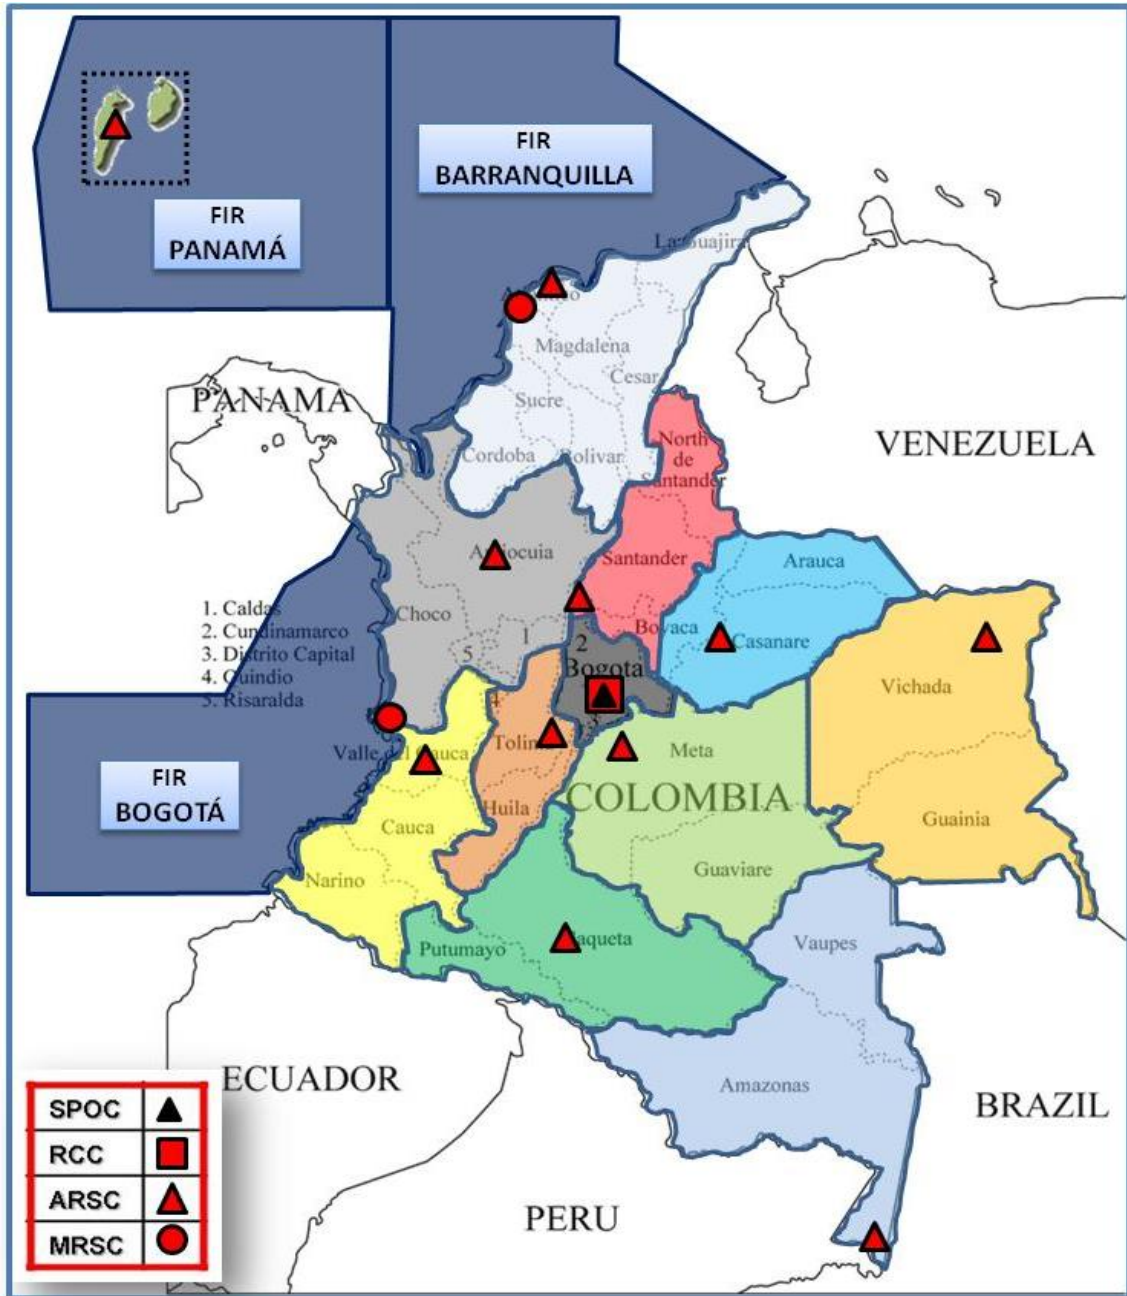 FIR
BARRANQUILLA
FIR
PANAMÁ
La Guajira
Magdalena
Cesar
Sucre
Cordoba
Bolivar
PANAMA
VENEZUELA
North
de
Santander
Santander
Arauca
Choco
Boyaca
Casanare
Vichada
1. Caldas
2. Cundinamarco
3. Distrito Capital
4. Quindio
5. Risaralda
1
2
5
Bogota
4
3
Tolima
Valle del Cauca
Meta
COLOMBIA
FIR
BOGOTÁ
Huila
Cauca
Guainia
Narino
Guaviare
Putumayo
Vaupes
ECUADOR
Amazonas
BRAZIL
PERU
SPOC
RCC
ARSC
MRSC